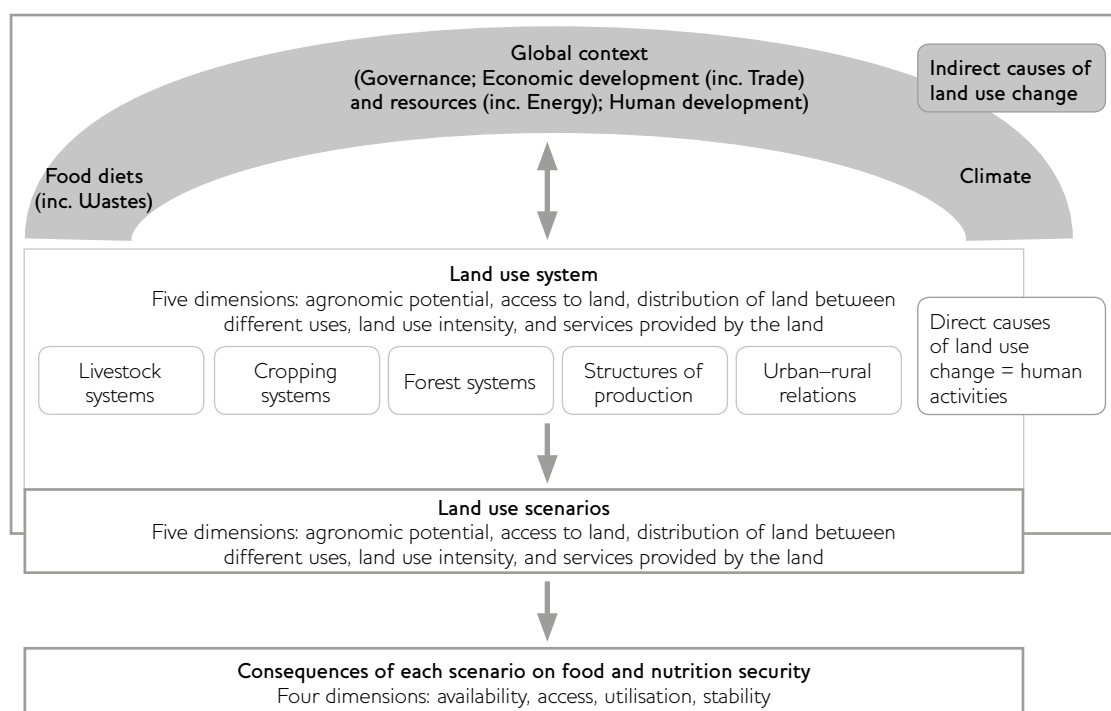 Global context
(Governance; Economic development (inc. Trade)
and resources (inc. Energy); Human development)
Indirect causes of
land use change
Food diets
(inc. Wastes)
Climate
Land use system
Five dimensions: agronomic potential, access to land, distribution of land between
different uses, land use intensity, and services provided by the land
Livestock
systems
Cropping
systems
Forest systems
Structures of
production
Urban–rural
relations
Direct causes
of land use
change = human
activities
Land use scenarios
Five dimensions: agronomic potential, access to land, distribution of land between
different uses, land use intensity, and services provided by the land
Consequences of each scenario on food and nutrition security
Four dimensions: availability, access, utilisation, stability